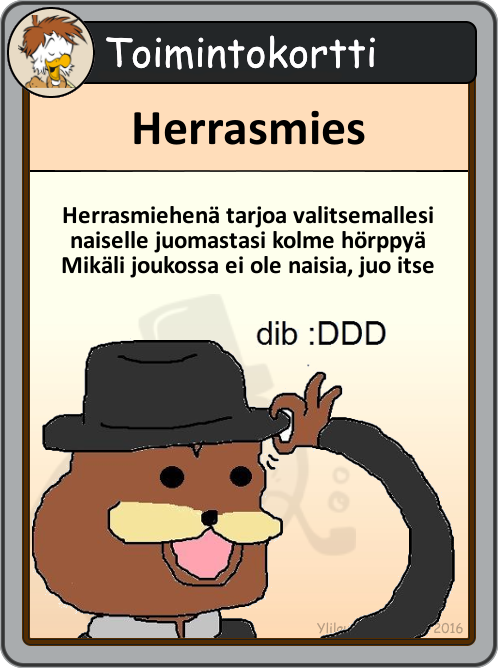 Toimintokortti
Herrasmies
Herrasmiehenä tarjoa valitsemallesi
naiselle juomastasi kolme hörppyä
Mikäli joukossa ei ole naisia, juo itse
dib :DDD
2016